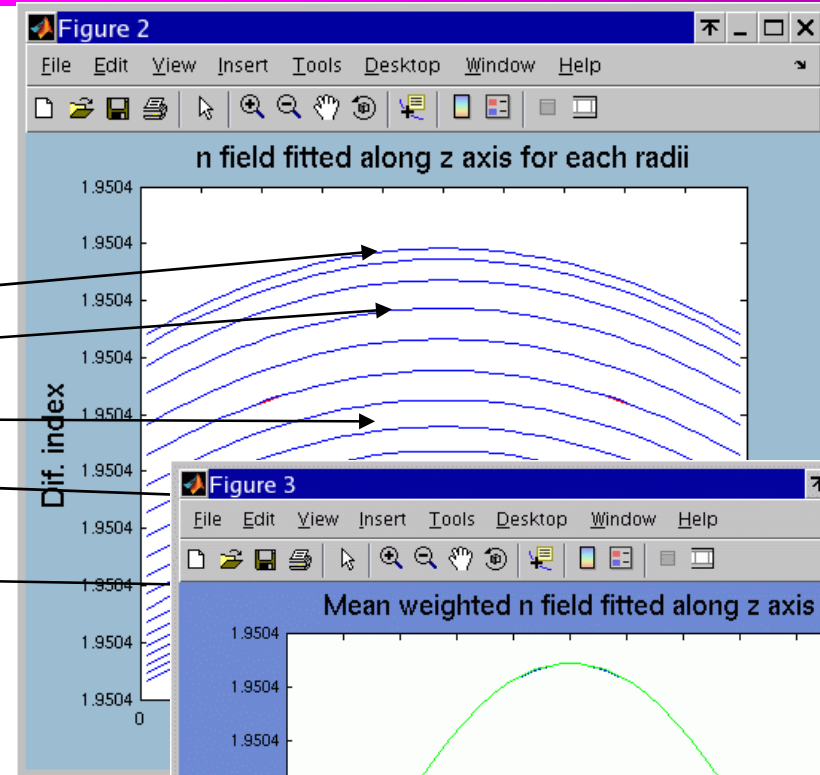 Figure 2
File Edit View Insert Tools Desktop Window Help
n field fitted along z axis for each radii
1.9504
1.9504
1.9504
1.9504
1.9504
1.9504
1.9504
1.9504
1.9504
1.9504
0
Dif. index
Figure 3
File Edit View Insert Tools Desktop Window Help
Mean weighted n field fitted along z axis
1.9504
1.9504
1.9504